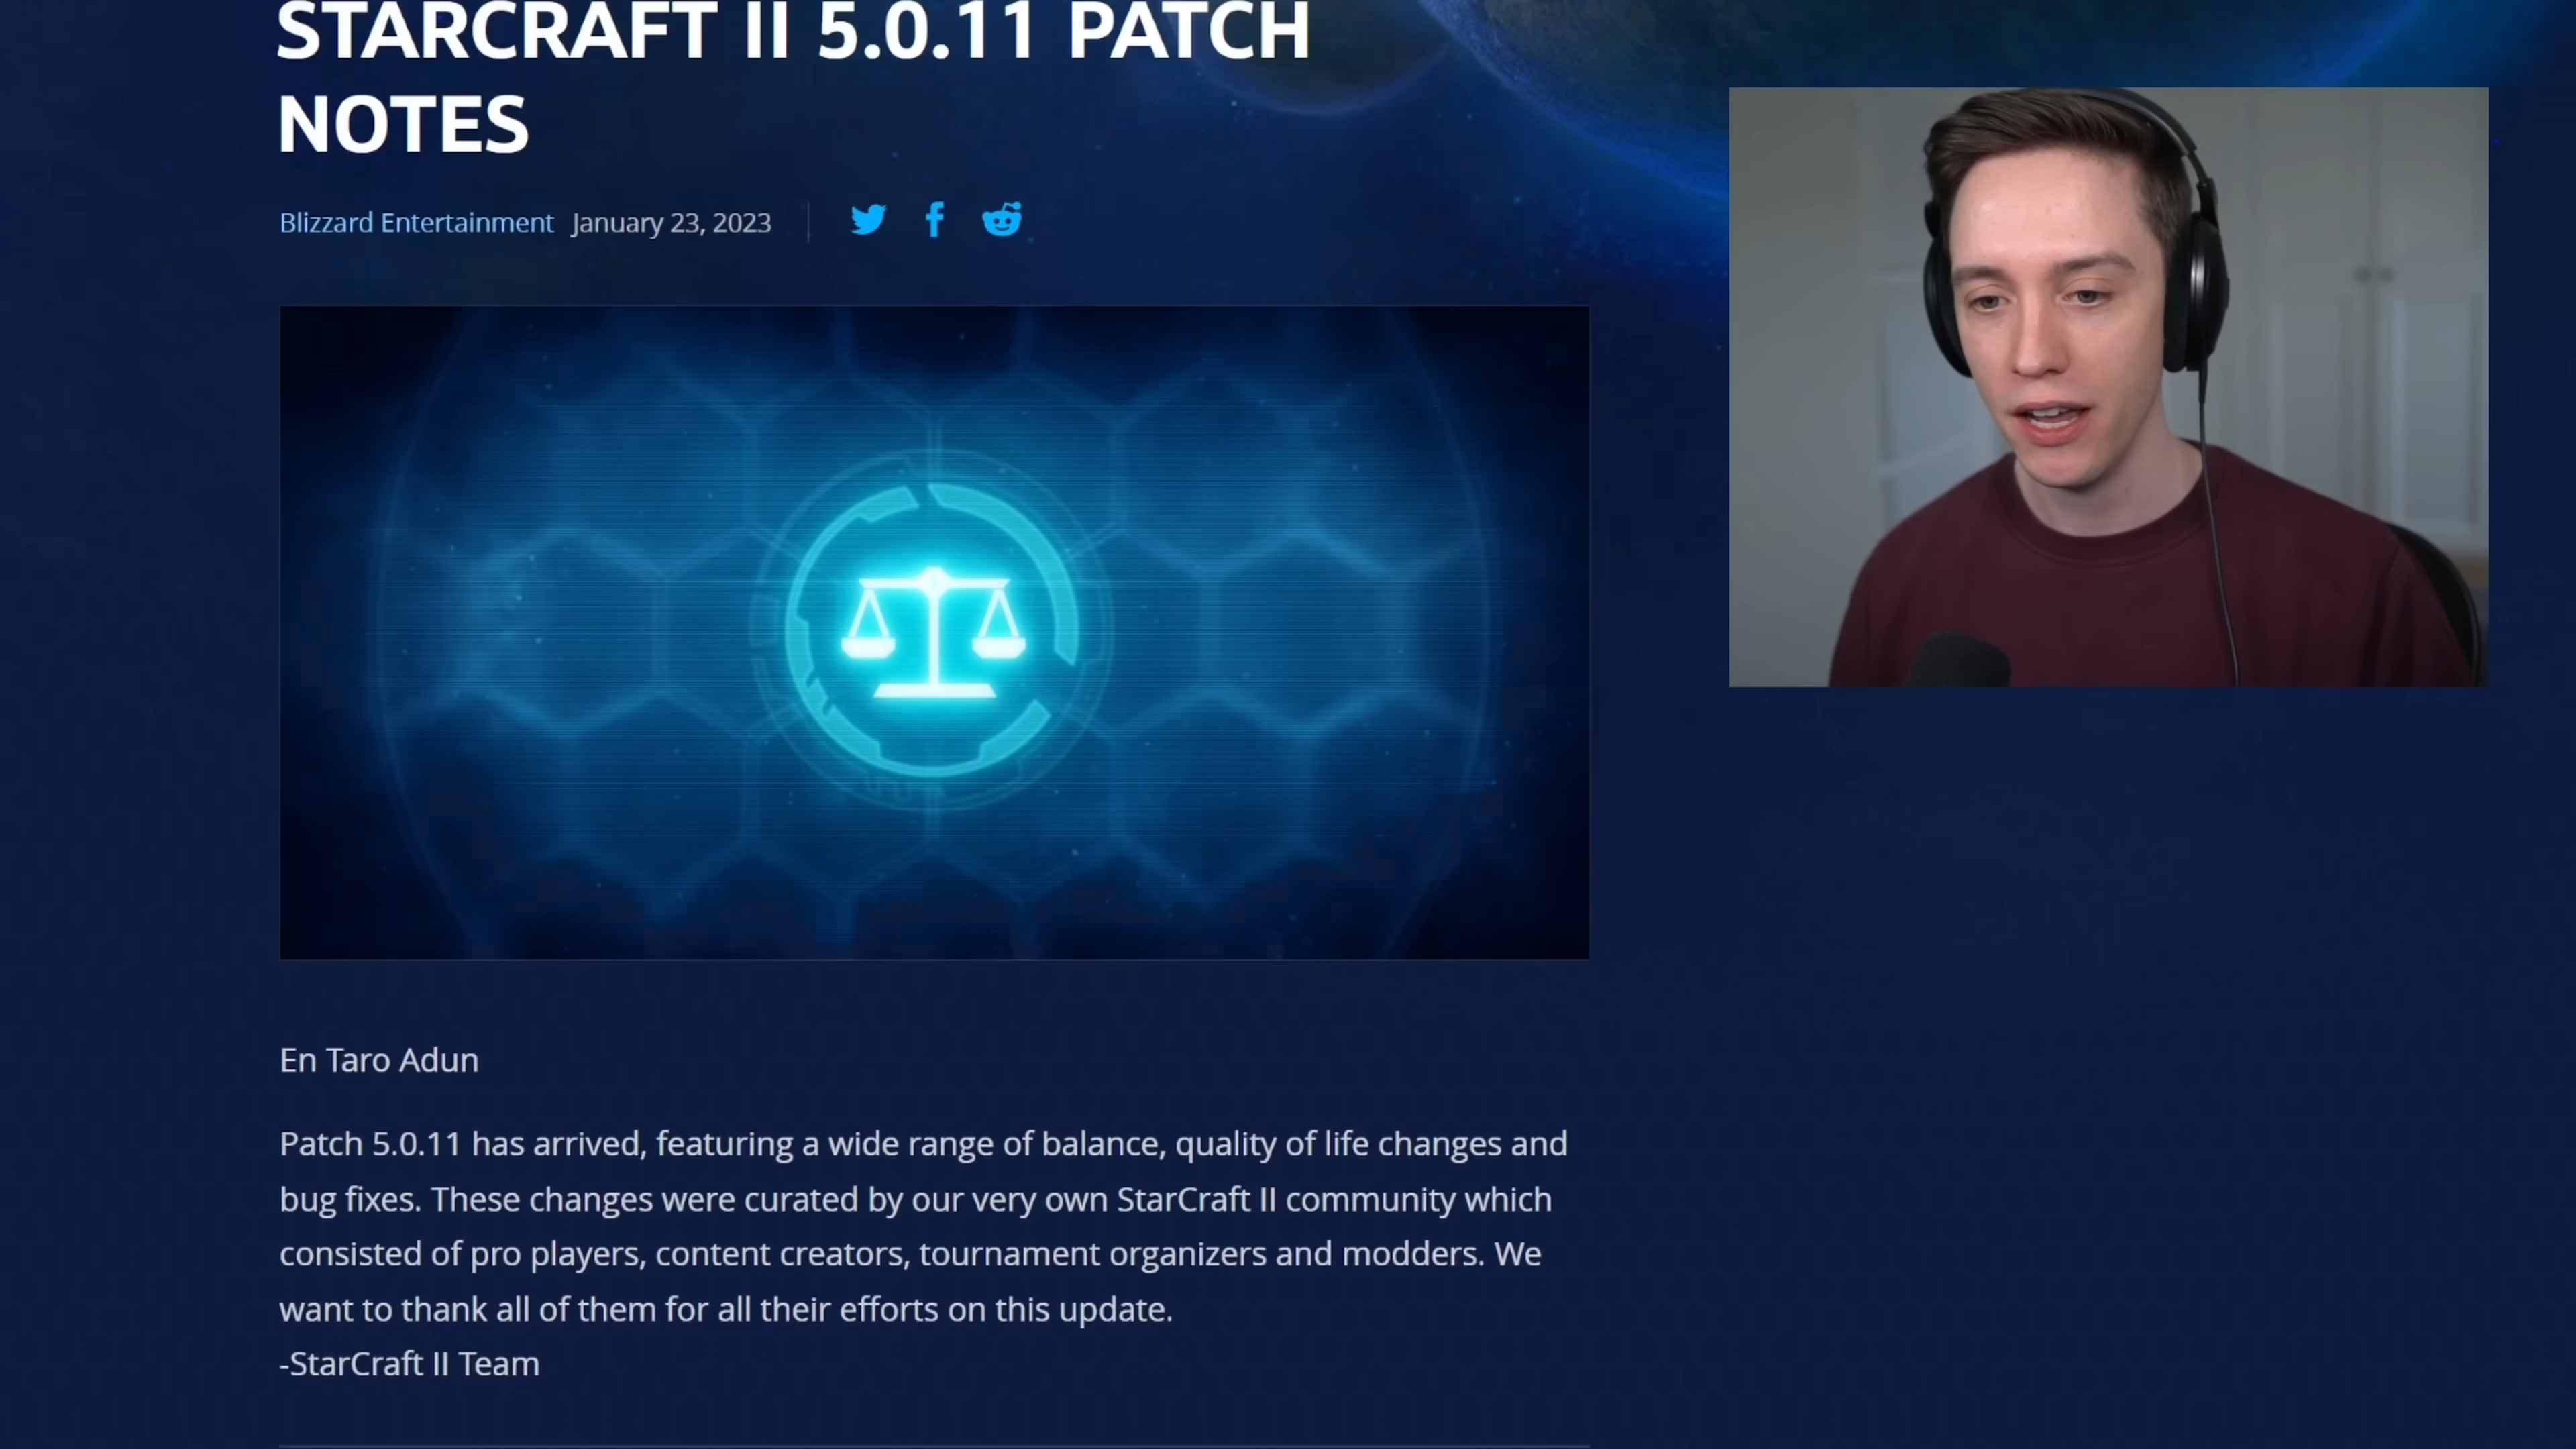 STARCRAFT II 5.0.11 PATCH
NOTES
Blizzard Entertainment January 23, 2023
En Taro Adun
Patch 5.0.11 has arrived, featuring a wide range of balance, quality of life changes and
bug fixes. These changes were curated by our very own StarCraft II community which
consisted of pro players, content creators, tournament organizers and modders. We
want to thank all of them for all their efforts on this update.
-StarCraft II Team